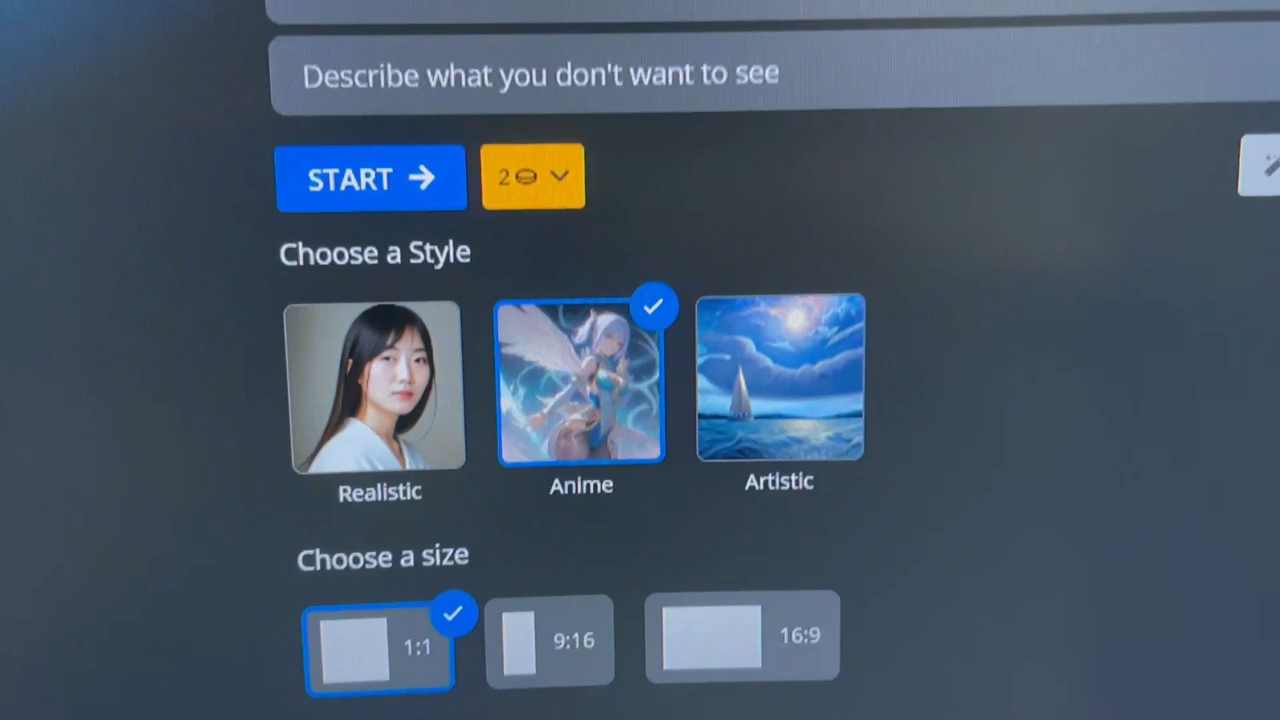 Describe what you don't want to see
START
2
Choose a Style
Realistic
Anime
Artistic
Choose a size
1:1
9:16
16:9